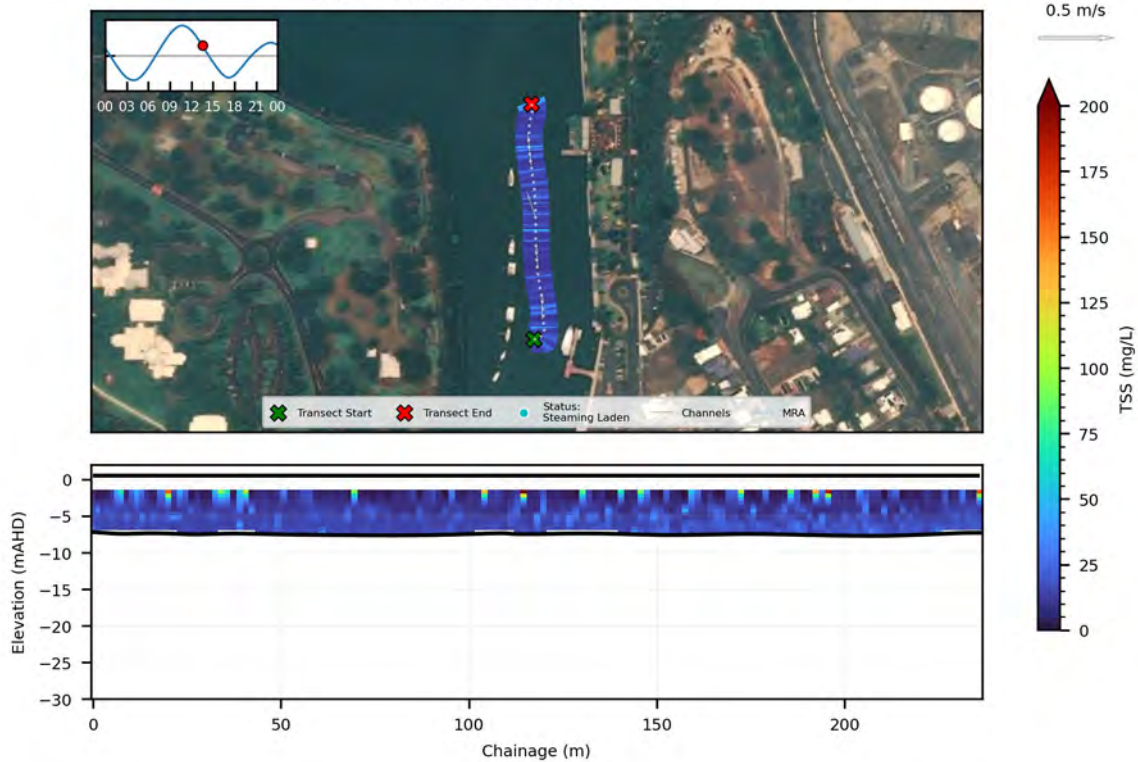 0.5 m/s
00 03 06 09 12 15 18 21 00
Transect Start
Transect End
Status:
Steaming Laden
Channels
MRA
200
175
150
125
100
75
50
25
0
TSS (mg/L)
0
−5
−10
−15
−20
−25
−30
Elevation (mAHD)
0 50 100 150 200
Chainage (m)